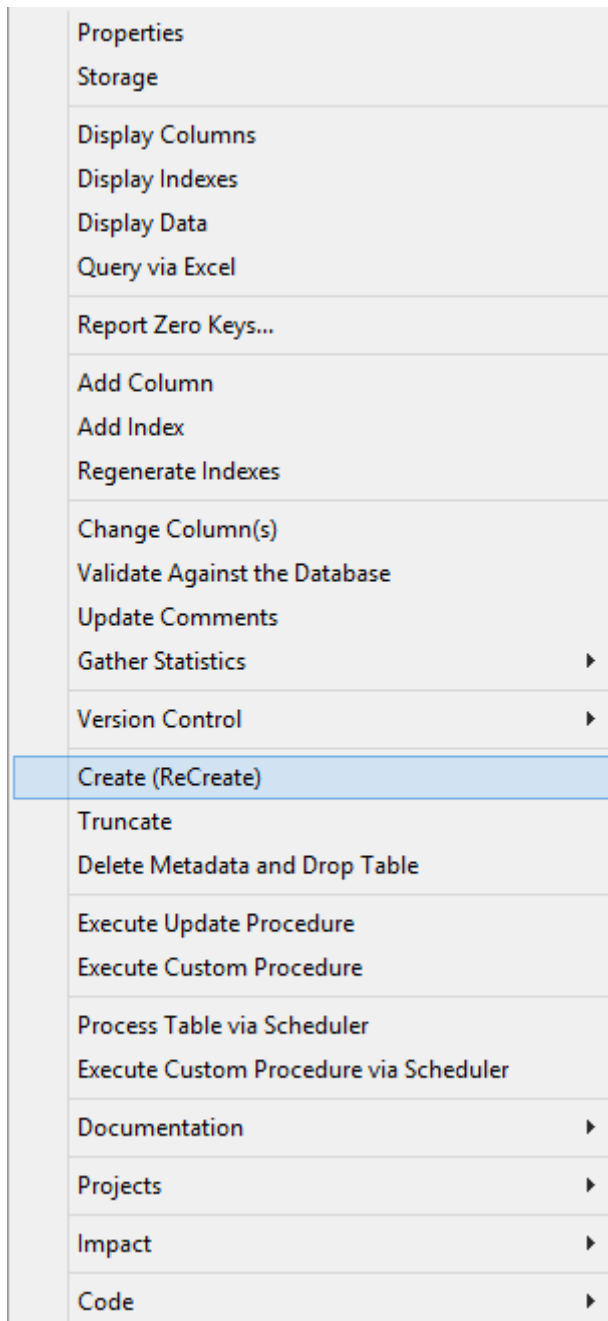 Properties
Storage
Display Columns
Display Indexes
Display Data
Query via Excel
Report Zero Keys...
Add Column
Add Index
Regenerate Indexes
Change Column(s)
Validate Against the Database
Update Comments
Gather Statistics
Version Control
Create (ReCreate)
Truncate
Delete Metadata and Drop Table
Execute Update Procedure
Execute Custom Procedure
Process Table via Scheduler
Execute Custom Procedure via Scheduler
Documentation
Projects
Impact
Code